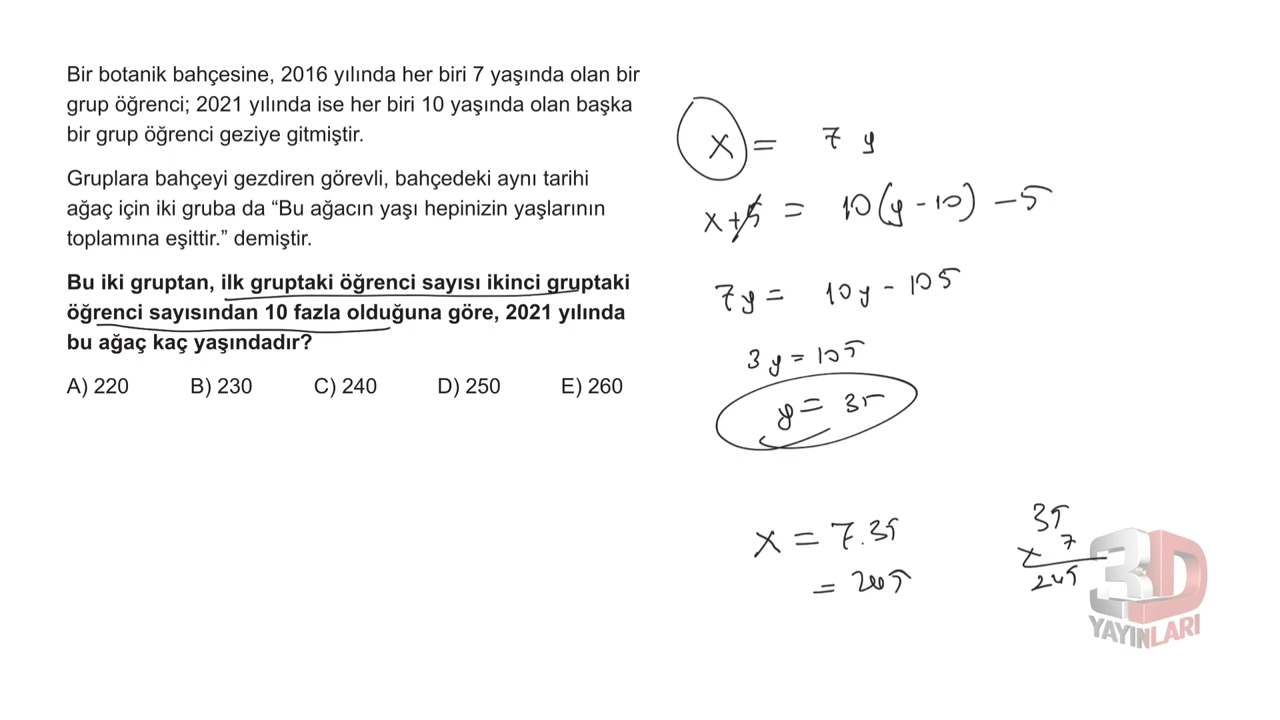 Bir botanik bahçesine, 2016 yılında her biri 7 yaşında olan bir
grup öğrenci; 2021 yılında ise her biri 10 yaşında olan başka
bir grup öğrenci geziye gitmiştir.
Gruplara bahçeyi gezdiren görevli, bahçedeki aynı tarihi
ağaç için iki gruba da “Bu ağacın yaşı hepinizin yaşlarının
toplamına eşittir.” demiştir.
Bu iki gruptan, ilk gruptaki öğrenci sayısı ikinci gruptaki
öğrenci sayısından 10 fazla olduğuna göre, 2021 yılında
bu ağaç kaç yaşındadır?
A) 220 B) 230 C) 240 D) 250 E) 260
x = 7 y
x + 5 = 10(y - 10) - 5
7y = 10y - 105
3y = 105
y = 35
x = 7.35
= 245
35
x 7
245
3D
YAYINLARI